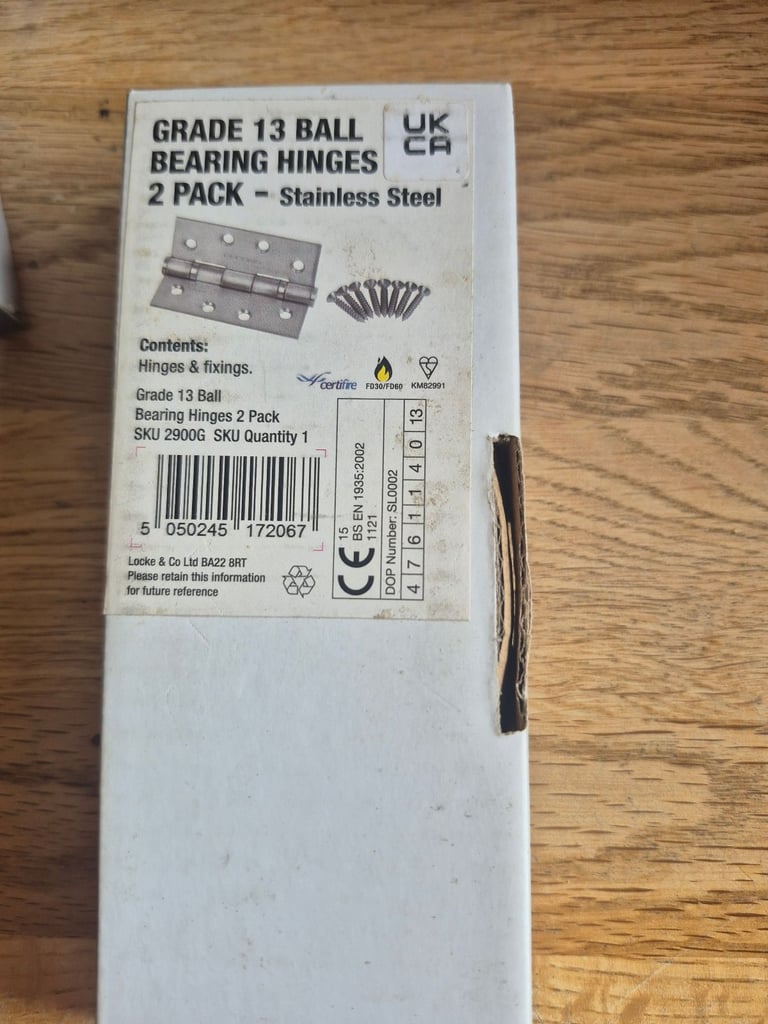 GRADE 13 BALL
BEARING HINGES
2 PACK - Stainless Steel
UK
CA
Contents:
Hinges & fixings.
certifire
FD30/FD60
KM82991
Grade 13 Ball
Bearing Hinges 2 Pack
SKU 2900G SKU Quantity 1
5 050245 172067
Locke & Co Ltd BA22 8RT
Please retain this information
for future reference
CE
15
BS EN 1935:2002
1121
DOP Number: SL0002
4 7 6 1 1 4 0 13